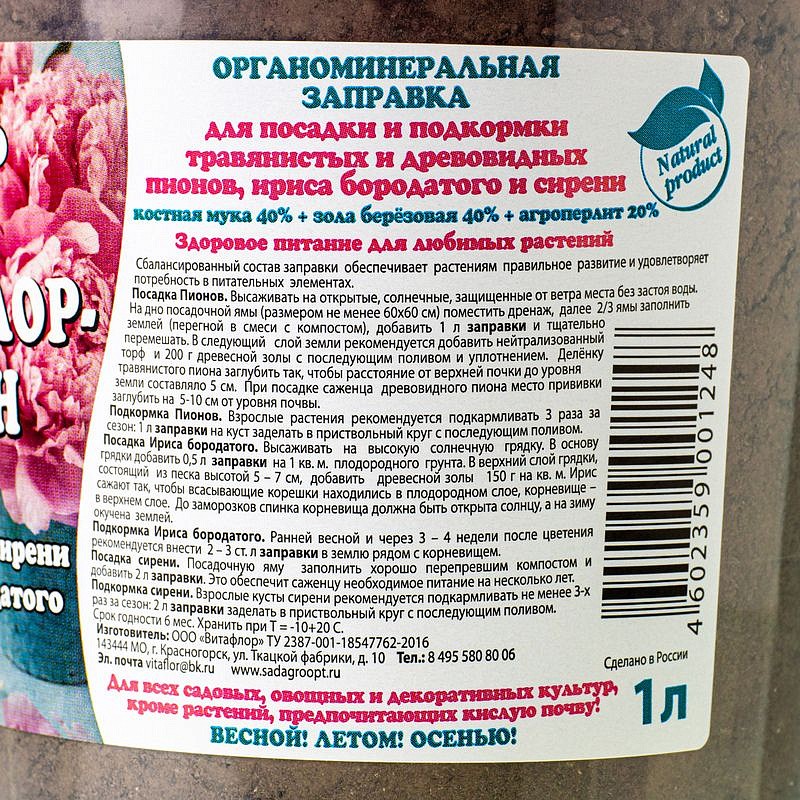 ОРГАНОМИНЕРАЛЬНАЯ
ЗАПРАВКА
для посадки и подкормки
травянистых и древовидных
пионов, ириса бородатого и сирени
костная мука 40% + зола берёзовая 40% + агроперлит 20%
Здоровое питание для любимых растений
Natural
product
Сбалансированный состав заправки обеспечивает растениям правильное развитие и удовлетворяет
потребность в питательных элементах.
Посадка Пионов. Высаживать на открытые, солнечные, защищенные от ветра места без застоя воды.
На дно посадочной ямы (размером не менее 60х60 см) поместить дренаж, далее 2/3 ямы заполнить
землей (перегной в смеси с компостом), добавить 1 л заправки и тщательно
перемешать. В следующий слой земли рекомендуется добавить нейтрализованный
торф и 200 г древесной золы с последующим поливом и уплотнением. Делёнку
травянистого пиона заглубить так, чтобы расстояние от верхней почки до уровня
земли составляло 5 см. При посадке саженца древовидного пиона место прививки
заглубить на 5-10 см от уровня почвы.
Подкормка Пионов. Взрослые растения рекомендуется подкармливать 3 раза за
сезон: 1 л заправки на куст заделать в приствольный круг с последующим поливом.
Посадка Ириса бородатого. Высаживать на высокую солнечную грядку. В основу
грядки добавить 0,5 л заправки на 1 кв. м. плодородного грунта. В верхний слой грядки,
состоящий из песка высотой 5 – 7 см, добавить древесной золы 150 г на кв. м. Ирис
сажают так, чтобы всасывающие корешки находились в плодородном слое, корневище –
в верхнем слое. До заморозков спинка корневища должна быть открыта солнцу, а на зиму
окучена землей.
Подкормка Ириса бородатого. Ранней весной и через 3 – 4 недели после цветения
рекомендуется внести 2 – 3 ст. л заправки в землю рядом с корневищем.
Посадка сирени. Посадочную яму заполнить хорошо перепревшим компостом и
добавить 2 л заправки. Это обеспечит саженцу необходимое питание на несколько лет.
Подкормка сирени. Взрослые кусты сирени рекомендуется подкармливать не менее 3-х
раз за сезон: 2 л заправки заделать в приствольный круг с последующим поливом.
Срок годности 6 мес. Хранить при Т = -10+20 С.
Изготовитель: ООО «Витафлор» ТУ 2387-001-18547762-2016
143444 МО, г. Красногорск, ул. Ткацкой фабрики, д. 10 Тел.: 8 495 580 80 06
Эл. почта vitaflor@bk.ru www.sadagroopt.ru
Сделано в России
Для всех садовых, овощных и декоративных культур,
кроме растений, предпочитающих кислую почву!
ВЕСНОЙ! ЛЕТОМ! ОСЕНЬЮ!
1л
4 602359 001248
ЛОР-
Н
сирени
датого